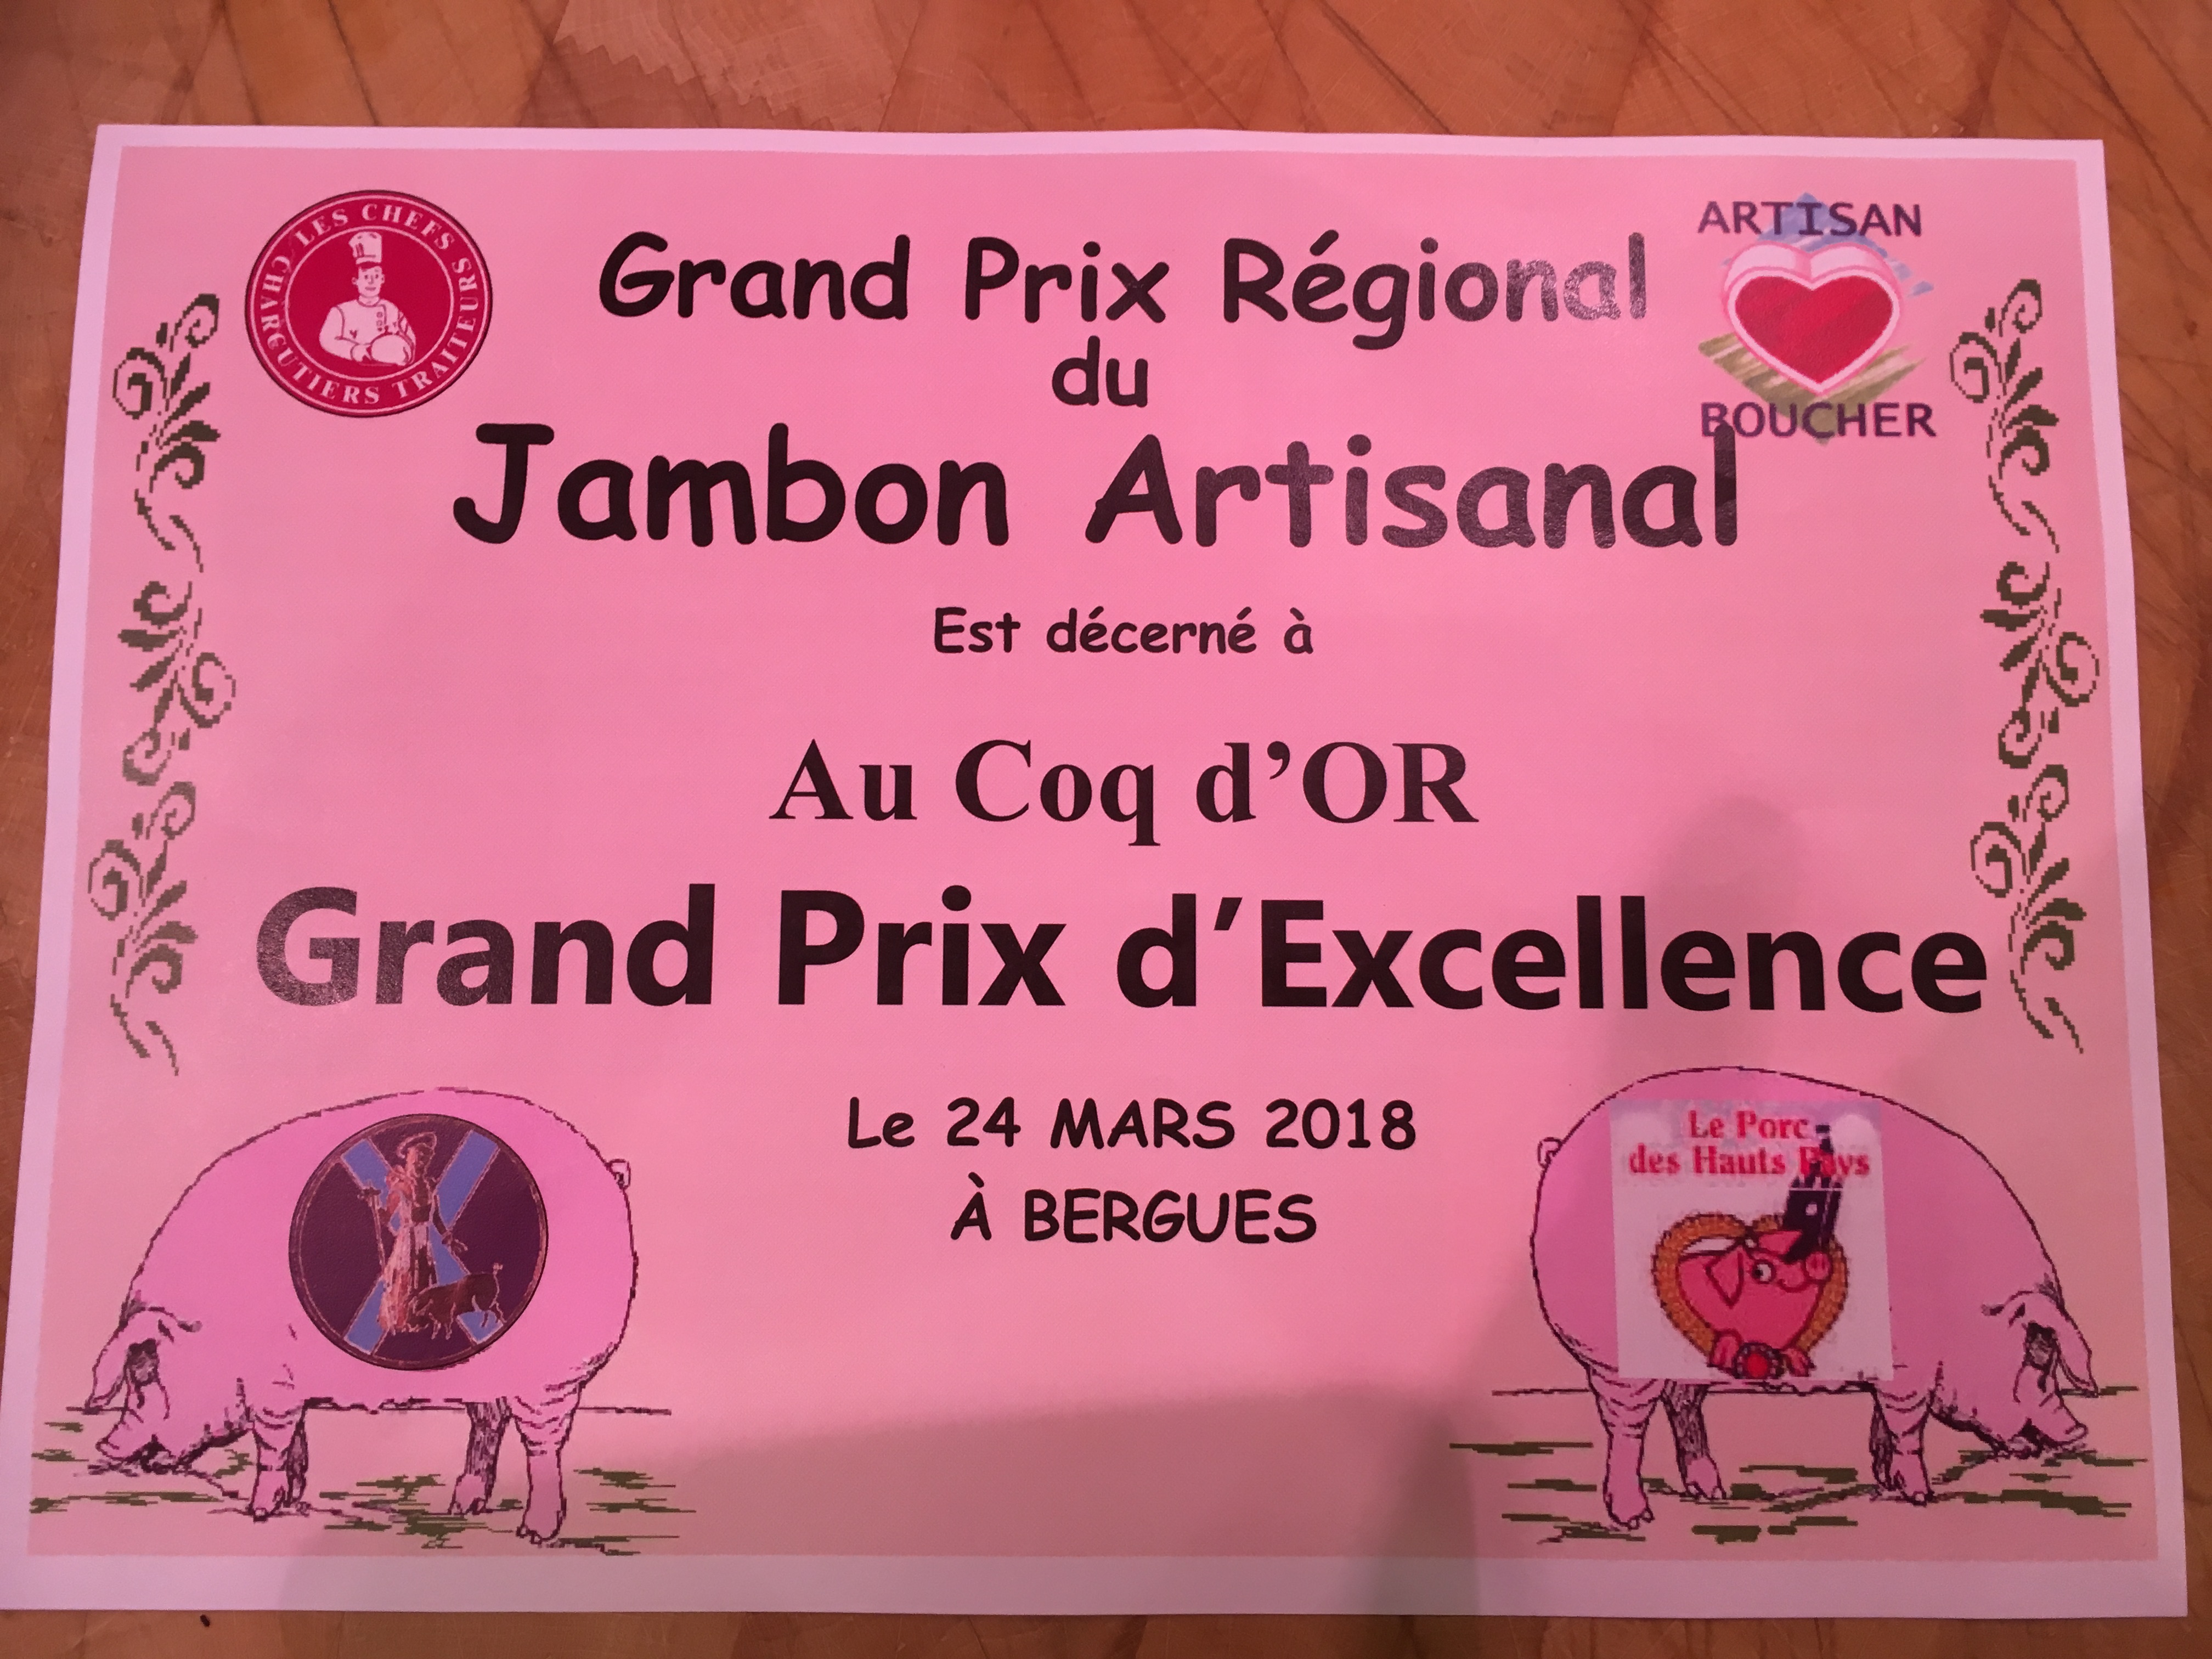 LES CHEFS
CHARCUTIERS TRAITEURS
ARTISAN
BOUCHER
Grand Prix Régional
du
Jambon Artisanal
Est décerné à
Au Coq d'OR
Grand Prix d'Excellence
Le 24 MARS 2018
À BERGUES
Le Porc
des Hauts Pays